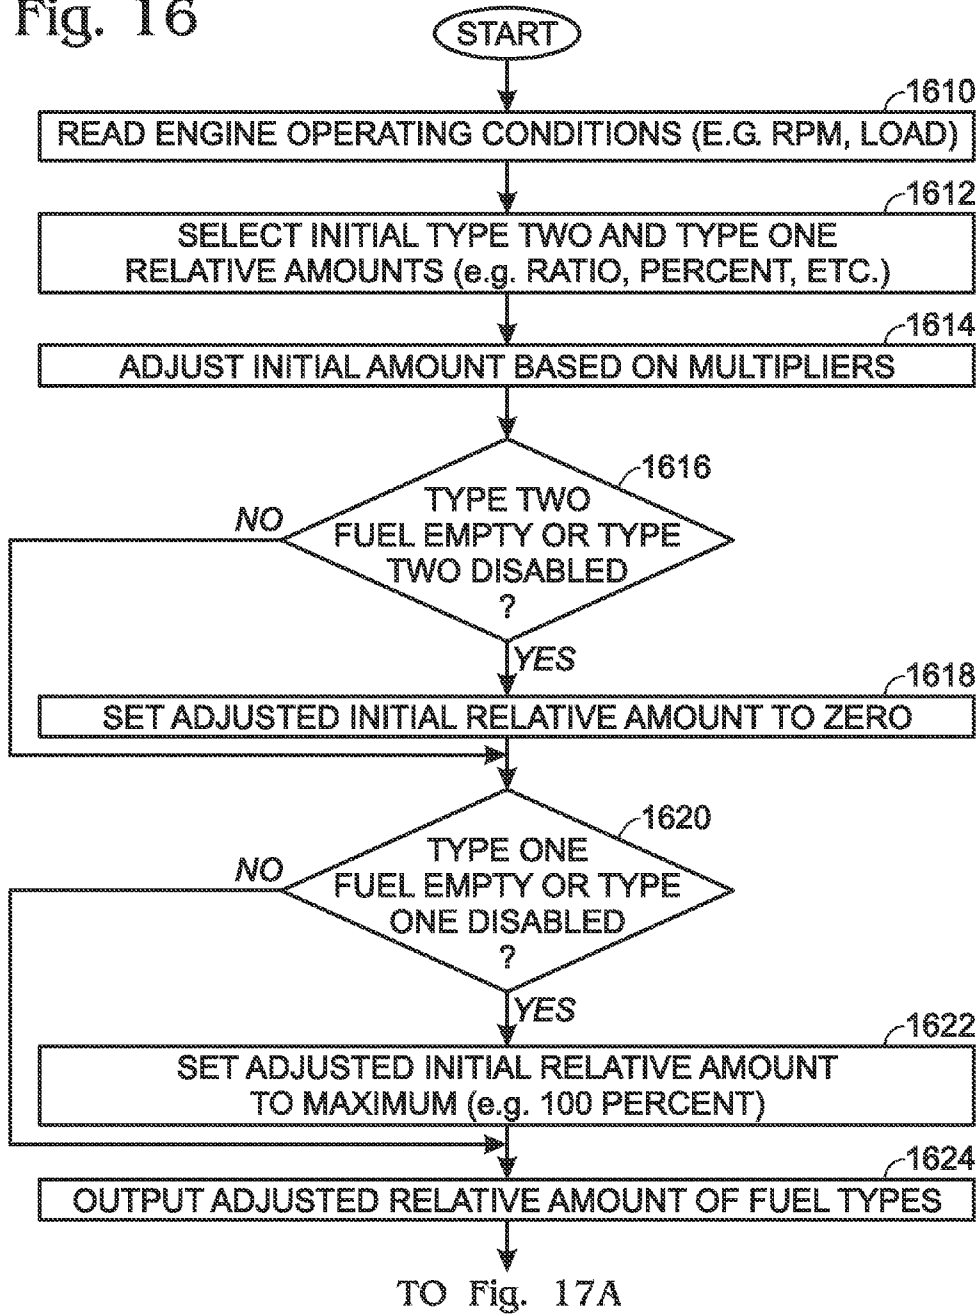 Fig. 16
START
1610
READ ENGINE OPERATING CONDITIONS (E.G. RPM, LOAD)
1612
SELECT INITIAL TYPE TWO AND TYPE ONE
RELATIVE AMOUNTS (e.g. RATIO, PERCENT, ETC.)
1614
ADJUST INITIAL AMOUNT BASED ON MULTIPLIERS
1616
TYPE TWO
FUEL EMPTY OR TYPE
TWO DISABLED
?
NO
YES
1618
SET ADJUSTED INITIAL RELATIVE AMOUNT TO ZERO
1620
TYPE ONE
FUEL EMPTY OR TYPE
ONE DISABLED
?
NO
YES
1622
SET ADJUSTED INITIAL RELATIVE AMOUNT
TO MAXIMUM (e.g. 100 PERCENT)
1624
OUTPUT ADJUSTED RELATIVE AMOUNT OF FUEL TYPES
TO Fig. 17A